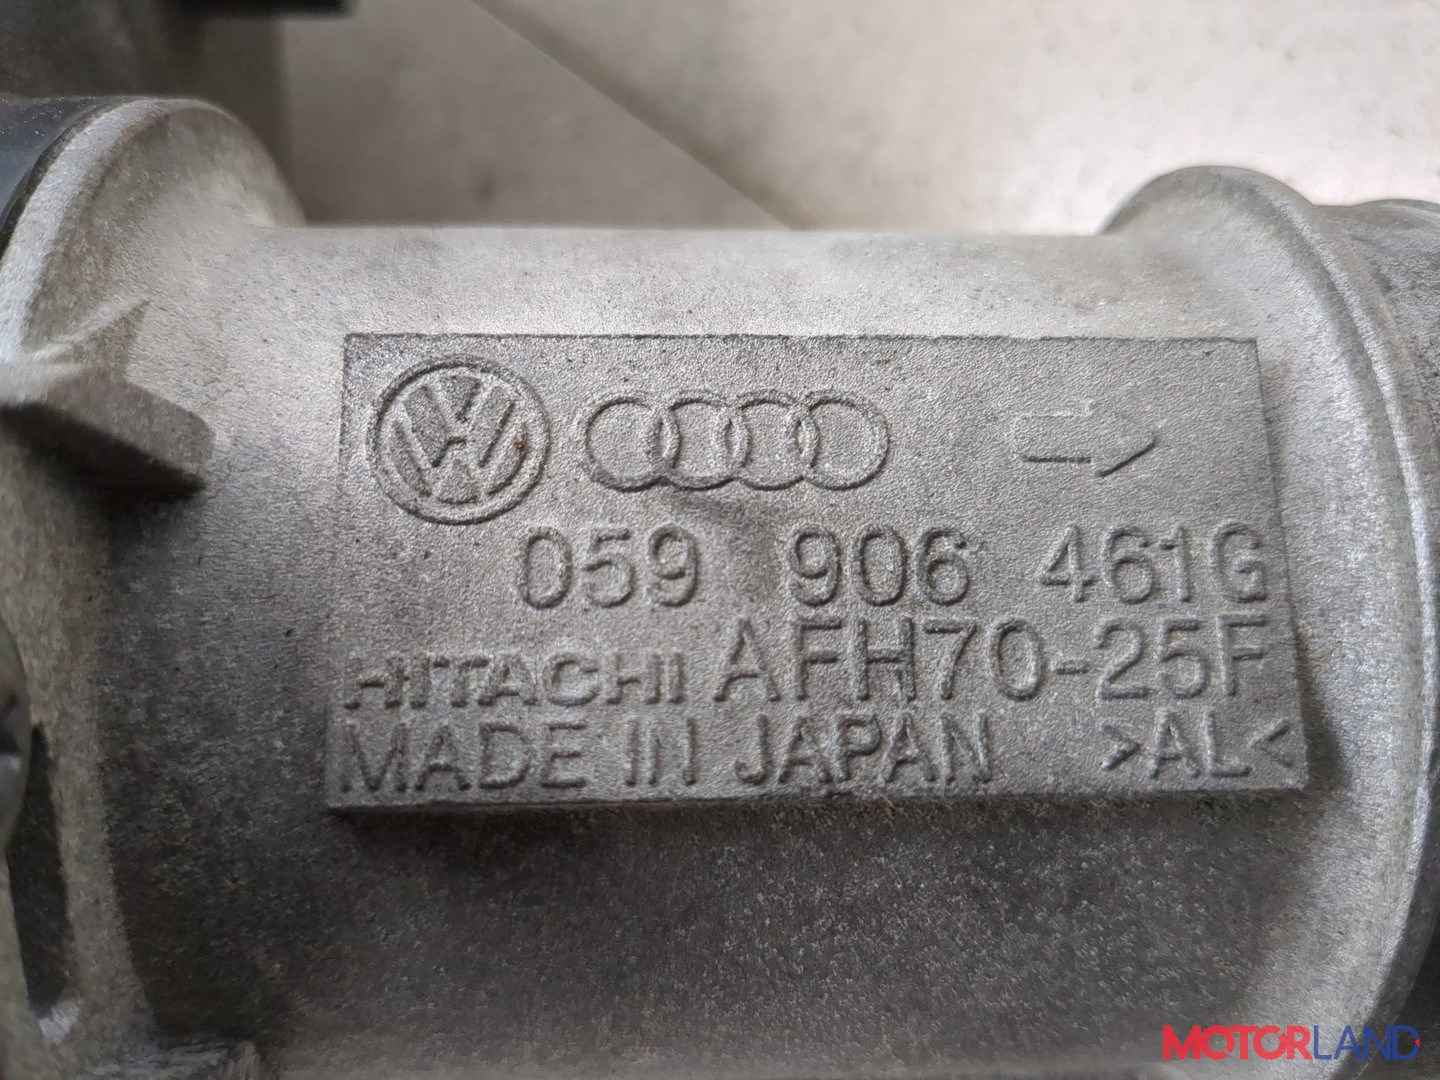 059 906 461G
HITACHI AFH70-25F
MADE IN JAPAN >AL<
MOTORLAND